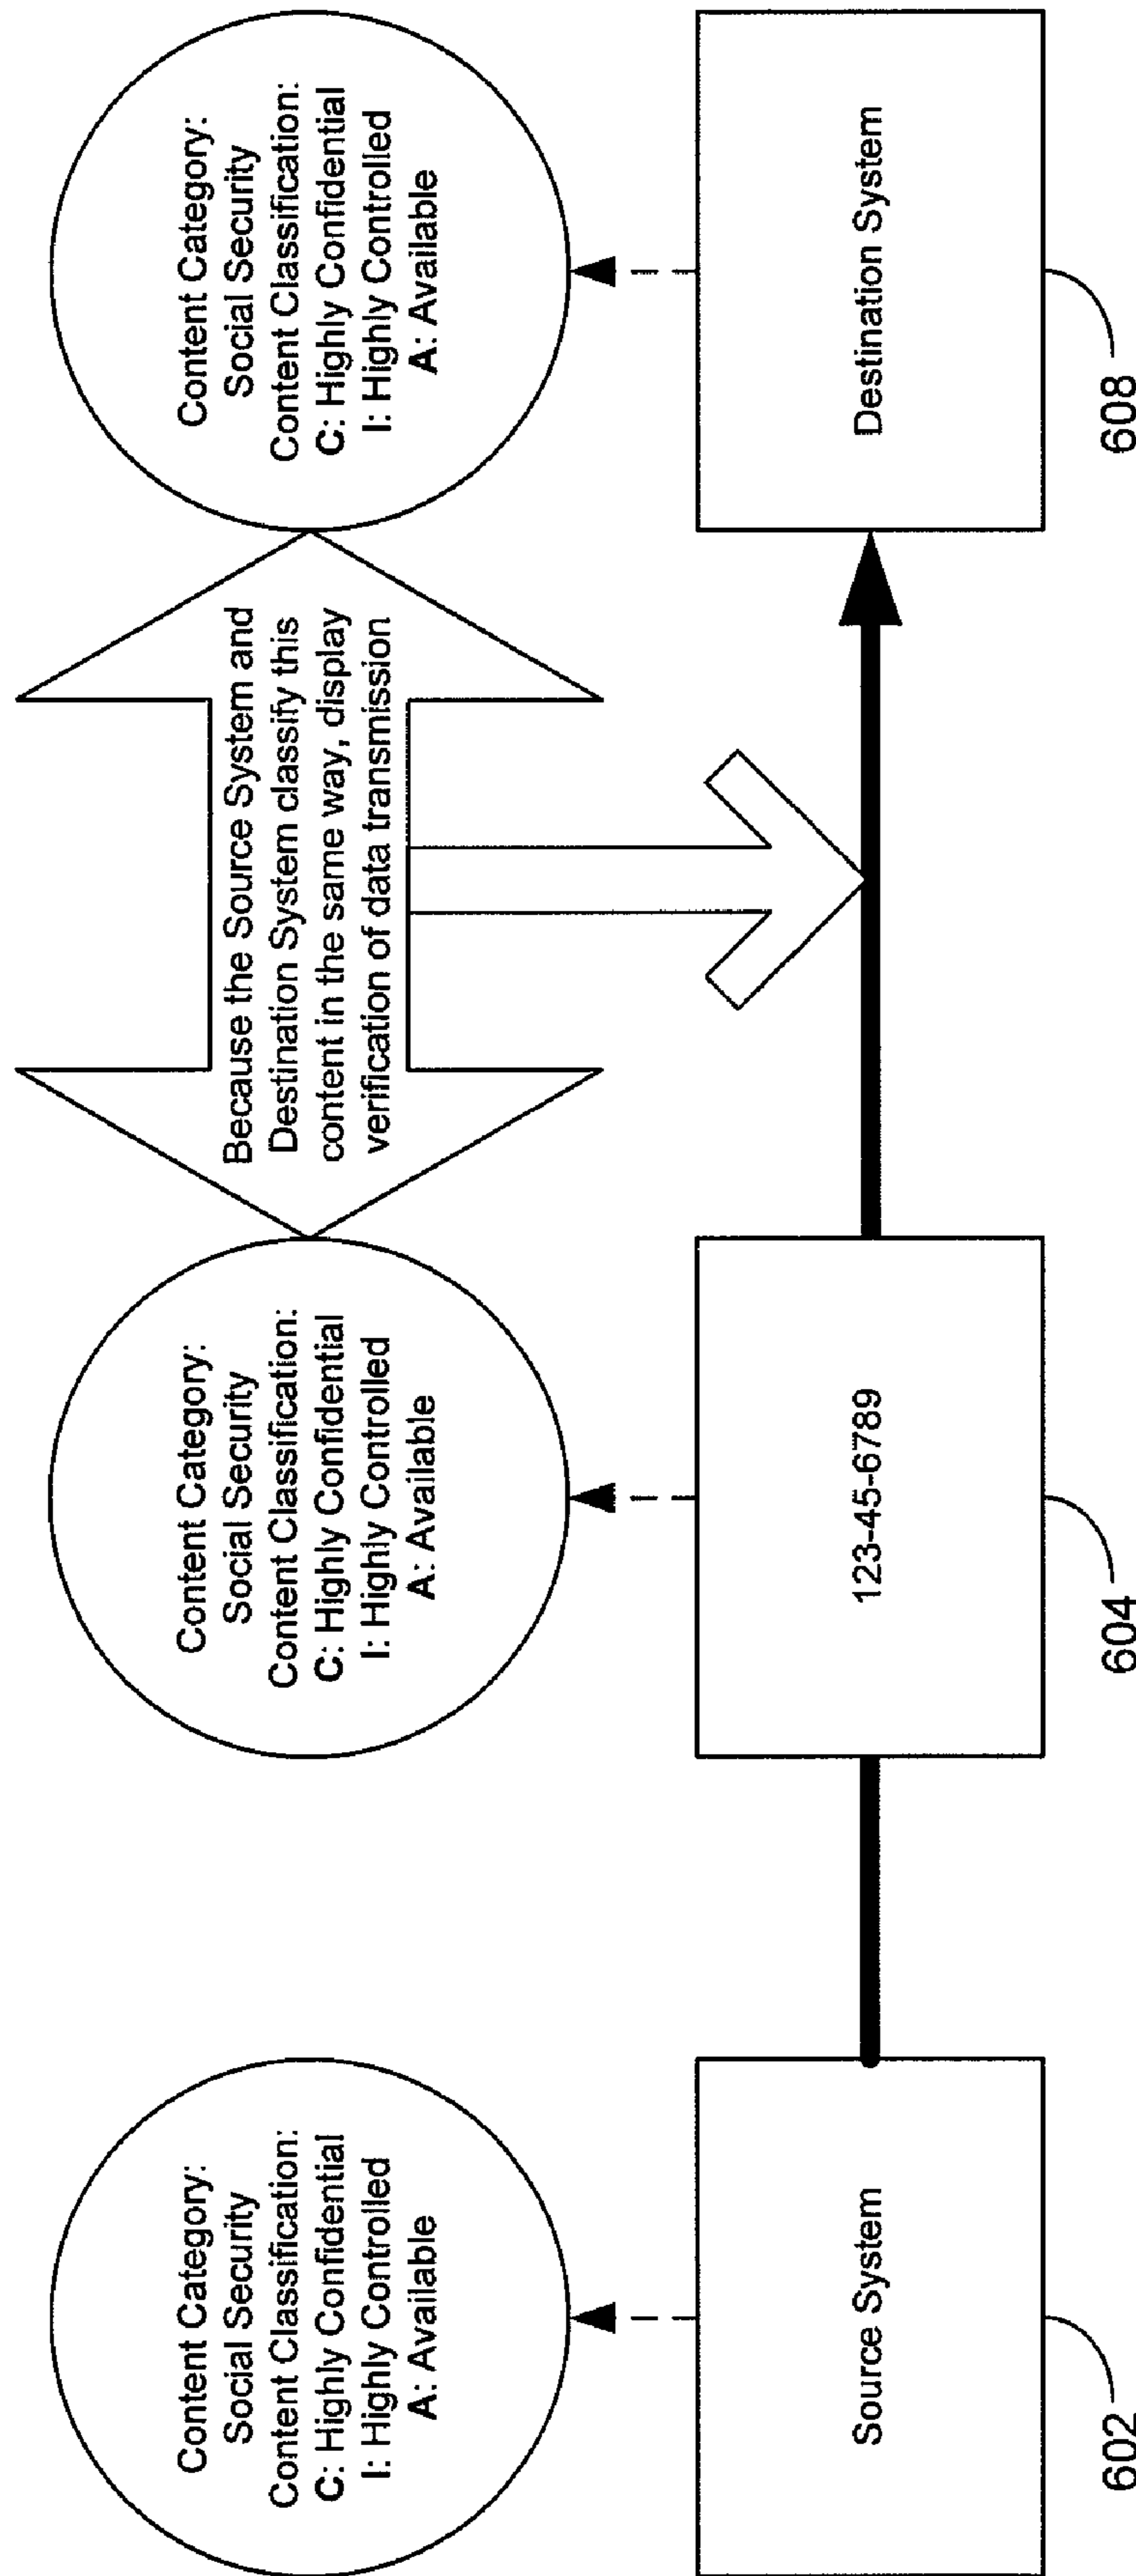 Content Category:
Social Security
Content Classification:
C: Highly Confidential
I: Highly Controlled
A: Available
Content Category:
Social Security
Content Classification:
C: Highly Confidential
I: Highly Controlled
A: Available
Because the Source System and
Destination System classify this
content in the same way, display
verification of data transmission
Content Category:
Social Security
Content Classification:
C: Highly Confidential
I: Highly Controlled
A: Available
Source System
123-45-6789
Destination System
602
604
608